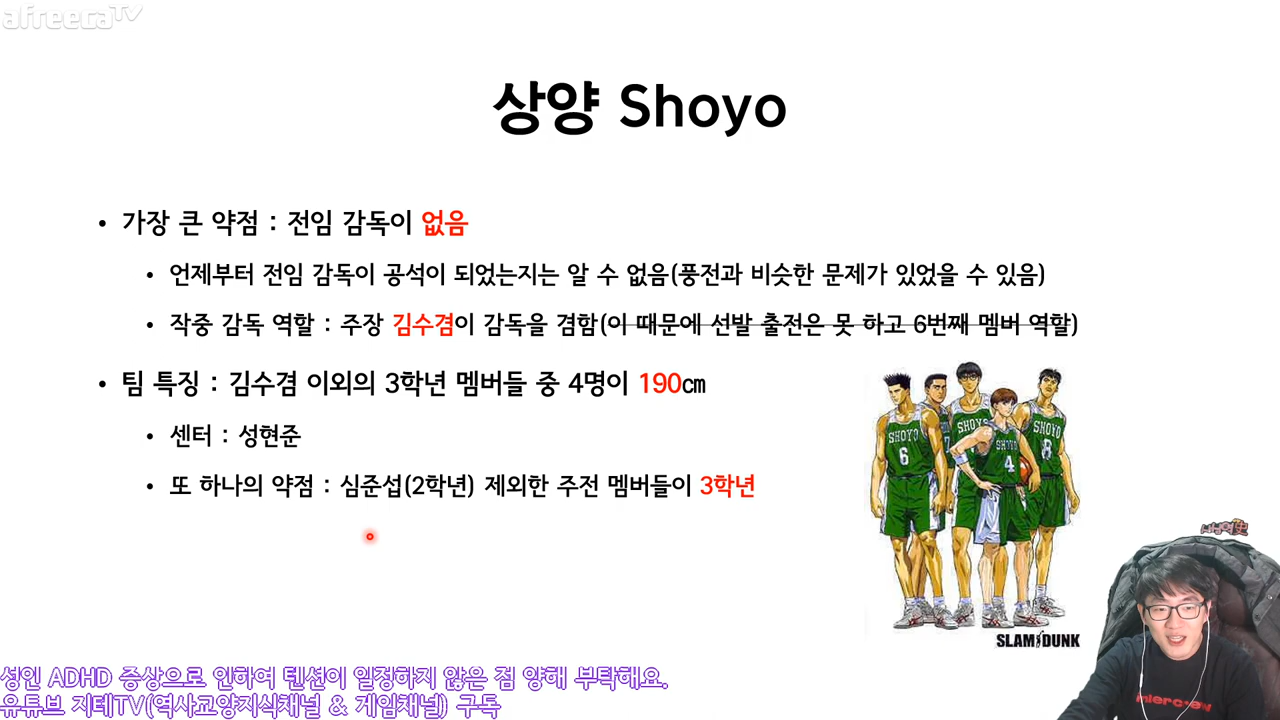 afreecaTV
상양 Shoyo
• 가장 큰 약점 : 전임 감독이 없음
• 언제부터 전임 감독이 공석이 되었는지는 알 수 없음(풍전과 비슷한 문제가 있었을 수 있음)
• 작중 감독 역할 : 주장 김수겸이 감독을 겸함(이 때문에 선발 출전은 못 하고 6번째 멤버 역할)
• 팀 특징 : 김수겸 이외의 3학년 멤버들 중 4명이 190㎝
• 센터 : 성현준
• 또 하나의 약점 : 심준섭(2학년) 제외한 주전 멤버들이 3학년
SHOYO
6
7
SHOYO
SHOYO
4
SHOYO
8
SLAM DUNK
intercrew
성인 ADHD 증상으로 인하여 텐션이 일정하지 않은 점 양해 부탁해요.
유튜브 지테TV(역사교양지식채널 & 게임채널) 구독